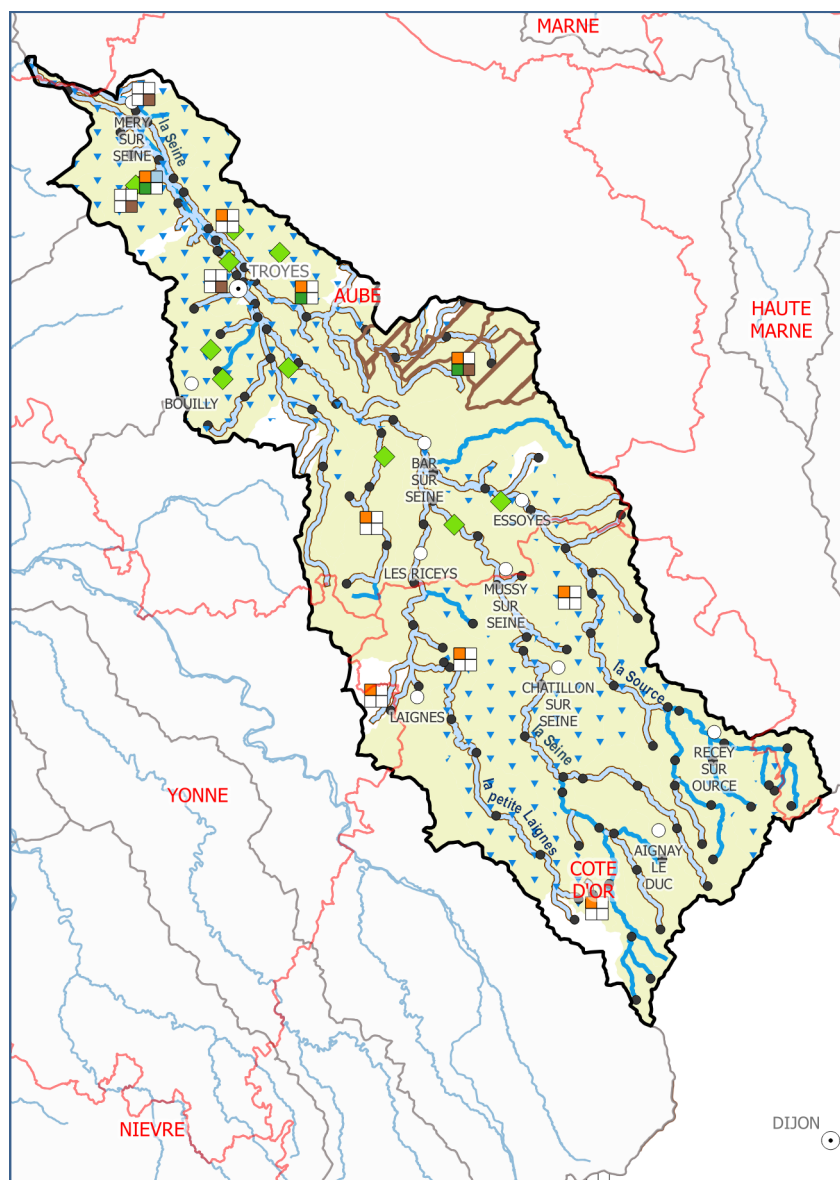 MARNE
MERY
SUR
SEINE
la Seine
TROYES
AUBE
HAUTE
MARNE
BOUILLY
BAR
SUR
SEINE
ESSOYES
LES RICEYS
MUSSY
SUR
SEINE
la Source
CHATILLON
SUR
SEINE
LAIGNES
la Seine
RECEY
SUR
OURCE
YONNE
la petite Laignes
AIGNAY
LE
DUC
COTE
D'OR
NIEVRE
DIJON